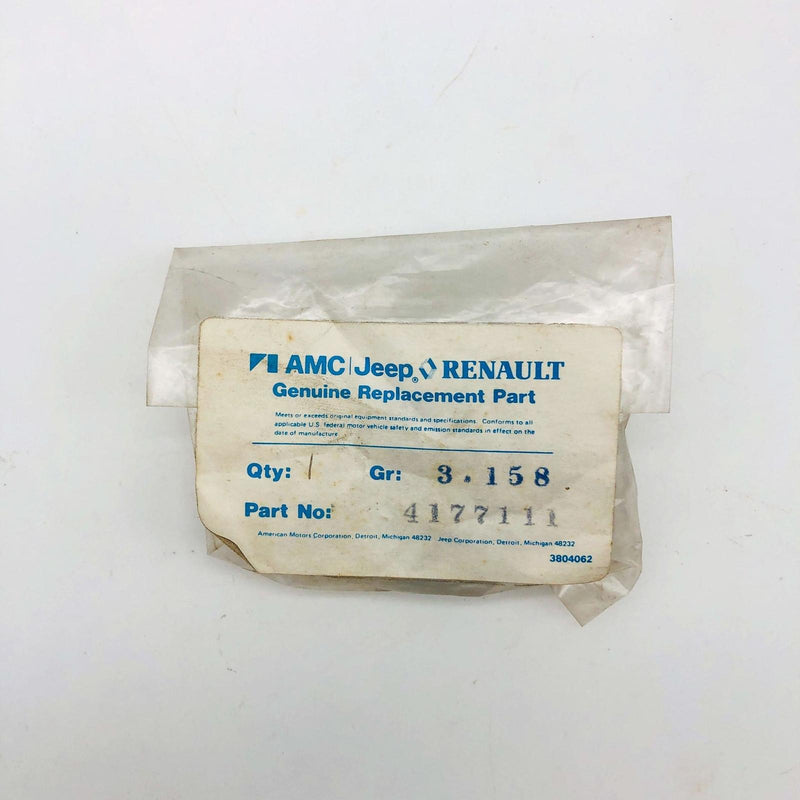 AMC | Jeep® RENAULT
Genuine Replacement Part
Meets or exceeds original equipment standards and specifications. Conforms to all
applicable U.S. federal motor vehicle safety and emission standards in effect on the
date of manufacture.
Qty: 1 Gr: 3.158
Part No: 4177111
American Motors Corporation, Detroit, Michigan 48232 Jeep Corporation, Detroit, Michigan 48232
3804062